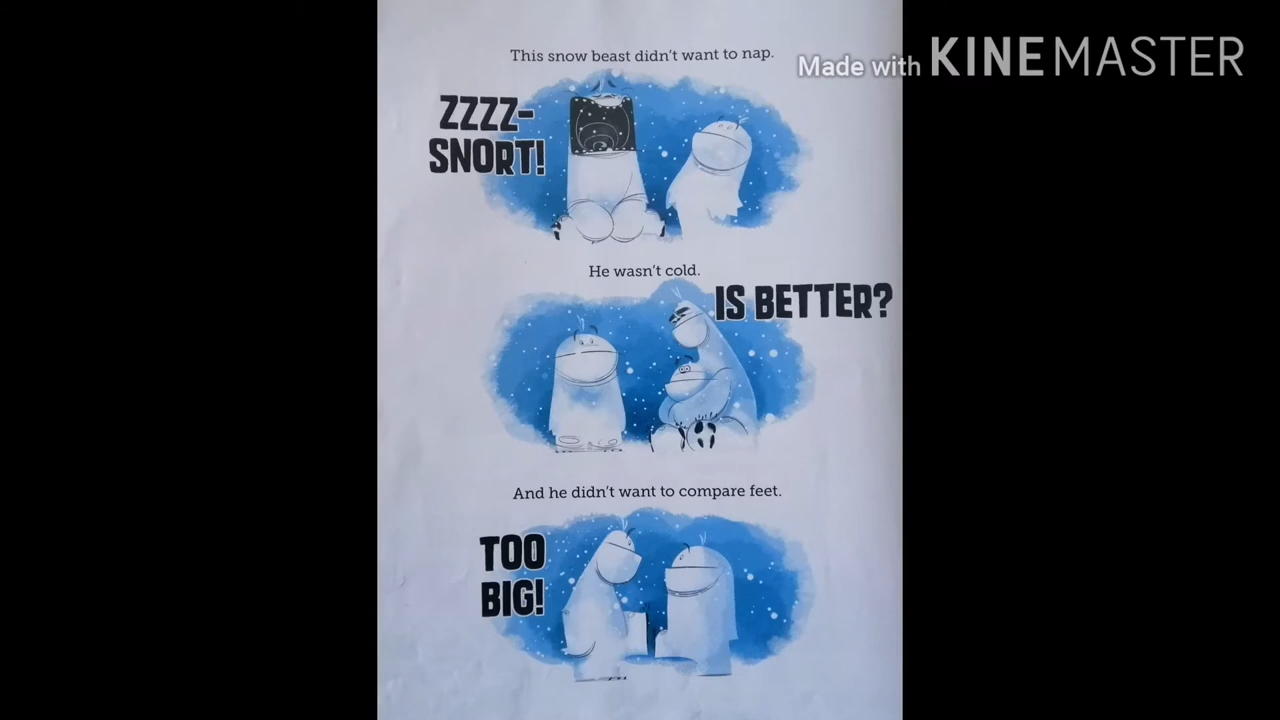 Made with KINEMASTER
This snow beast didn't want to nap.
ZZZZ-
SNORT!
He wasn't cold.
IS BETTER?
And he didn't want to compare feet.
TOO
BIG!